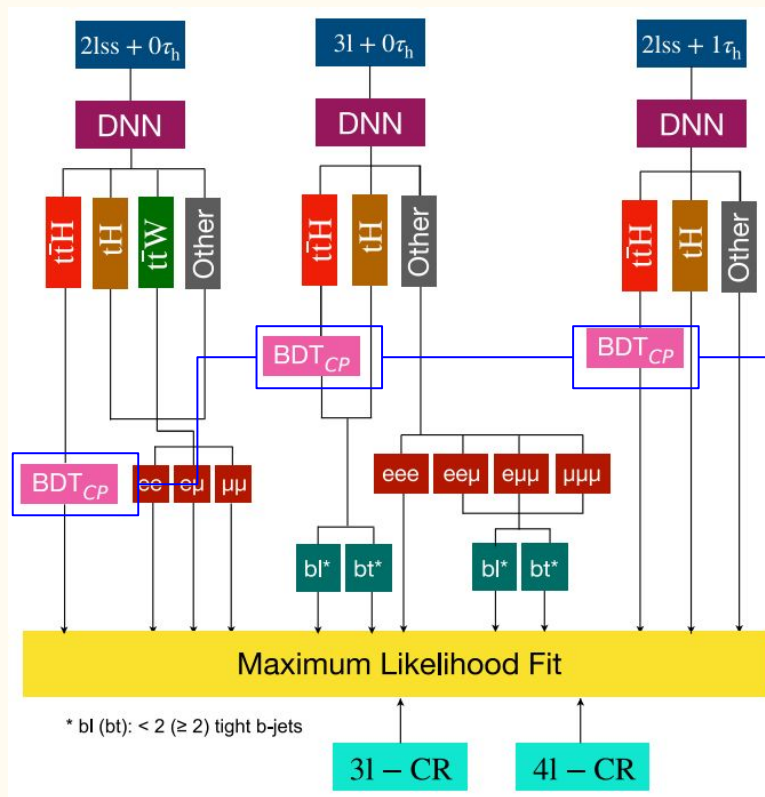 2lss + 0τh
3l + 0τh
2lss + 1τh
DNN
DNN
DNN
tt̄H
tH
tt̄W
Other
tt̄H
tH
Other
tt̄H
tH
Other
BDTCP
BDTCP
BDTCP
ee
eμ
μμ
eee
eeμ
eμμ
μμμ
bl*
bt*
bl*
bt*
Maximum Likelihood Fit
* bl (bt): < 2 (≥ 2) tight b-jets
3l − CR
4l − CR